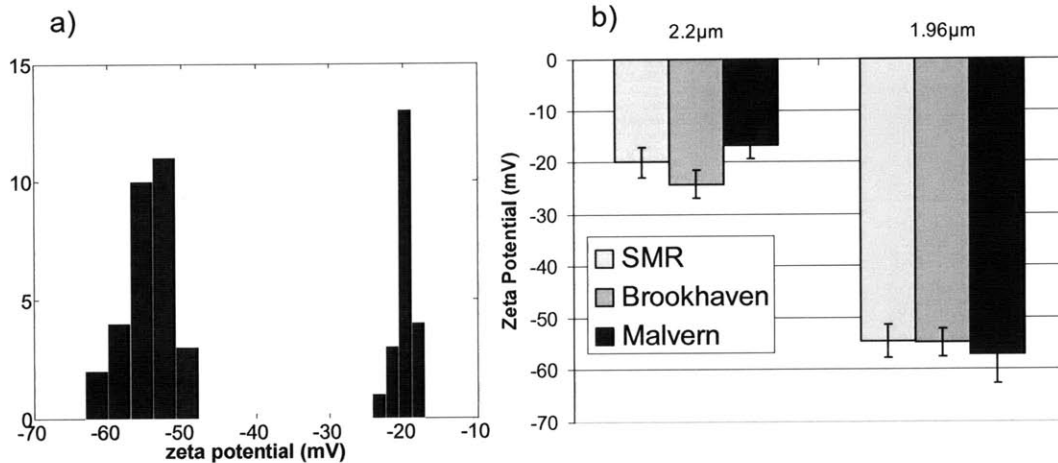 a)
15
10
5
0
-70 -60 -50 -40 -30 -20 -10
zeta potential (mV)
b)
2.2µm 1.96µm
0
-10
-20
-30
-40
-50
-60
-70
Zeta Potential (mV)
SMR
Brookhaven
Malvern